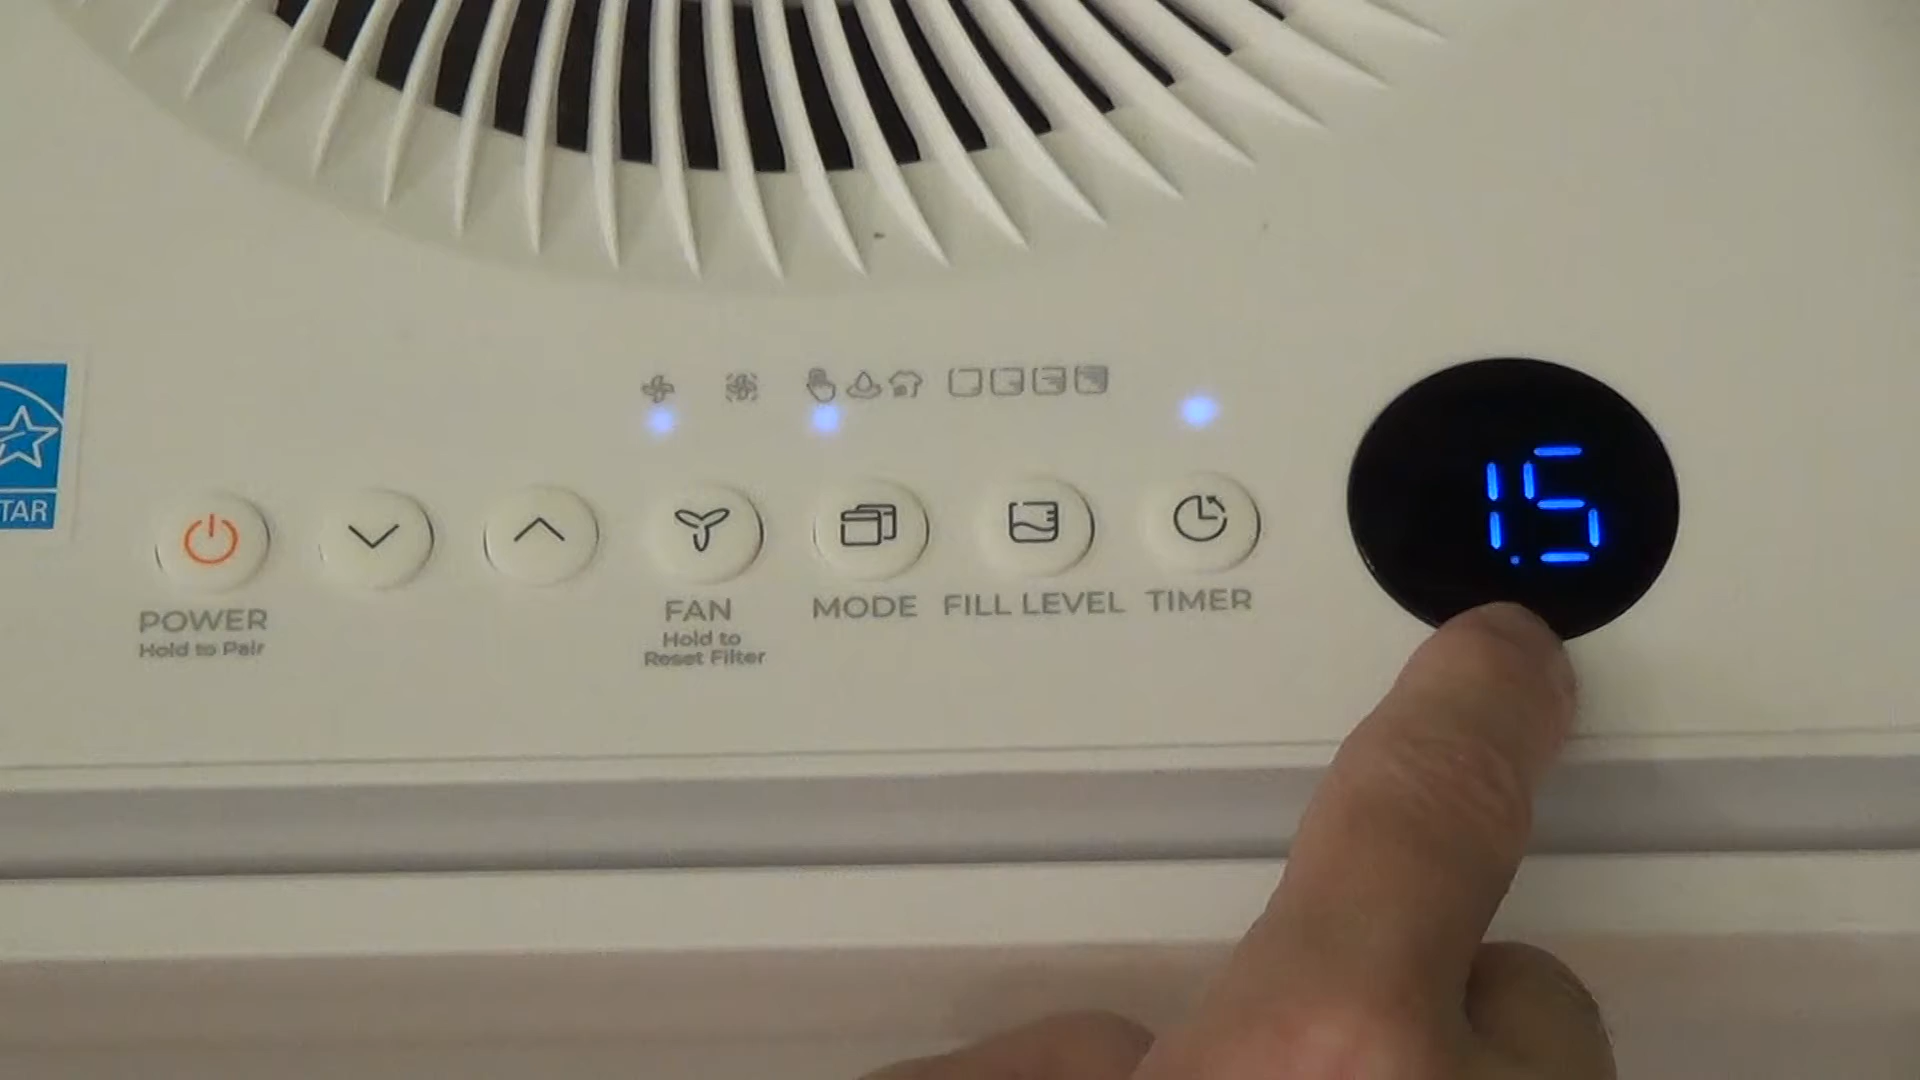 1.5
TAR
POWER
Hold to Pair
FAN
Hold to
Reset Filter
MODE
FILL LEVEL
TIMER